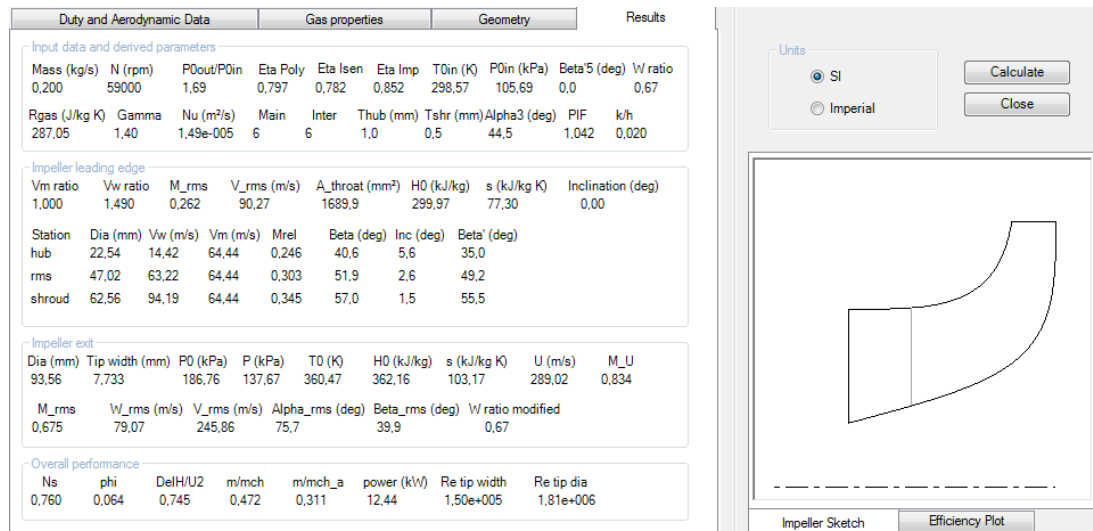 Duty and Aerodynamic Data Gas properties Geometry Results
Input data and derived parameters
Mass (kg/s) N (rpm) P0out/P0in Eta Poly Eta Isen Eta Imp T0in (K) P0in (kPa) Beta'5 (deg) W ratio
0,200 59000 1,69 0,797 0,782 0,852 298,57 105,69 0,0 0,67
Rgas (J/kg K) Gamma Nu (m²/s) Main Inter Thub (mm) Tshr (mm) Alpha3 (deg) PIF k/h
287,05 1,40 1,49e-005 6 6 1,0 0,5 44,5 1,042 0,020
Impeller leading edge
Vm ratio Vw ratio M_rms V_rms (m/s) A_throat (mm²) H0 (kJ/kg) s (kJ/kg K) Inclination (deg)
1,000 1,490 0,262 90,27 1689,9 299,97 77,30 0,00
Station Dia (mm) Vw (m/s) Vm (m/s) Mrel Beta (deg) Inc (deg) Beta' (deg)
hub 22,54 14,42 64,44 0,246 40,6 5,6 35,0
rms 47,02 63,22 64,44 0,303 51,9 2,6 49,2
shroud 62,56 94,19 64,44 0,345 57,0 1,5 55,5
Impeller exit
Dia (mm) Tip width (mm) P0 (kPa) P (kPa) T0 (K) H0 (kJ/kg) s (kJ/kg K) U (m/s) M_U
93,56 7,733 186,76 137,67 360,47 362,16 103,17 289,02 0,834
M_rms W_rms (m/s) V_rms (m/s) Alpha_rms (deg) Beta_rms (deg) W ratio modified
0,675 79,07 245,86 75,7 39,9 0,67
Overall performance
Ns phi DelH/U2 m/mch m/mch_a power (kW) Re tip width Re tip dia
0,760 0,064 0,745 0,472 0,311 12,44 1,50e+005 1,81e+006
Units
SI
Imperial
Calculate
Close
Impeller Sketch Efficiency Plot